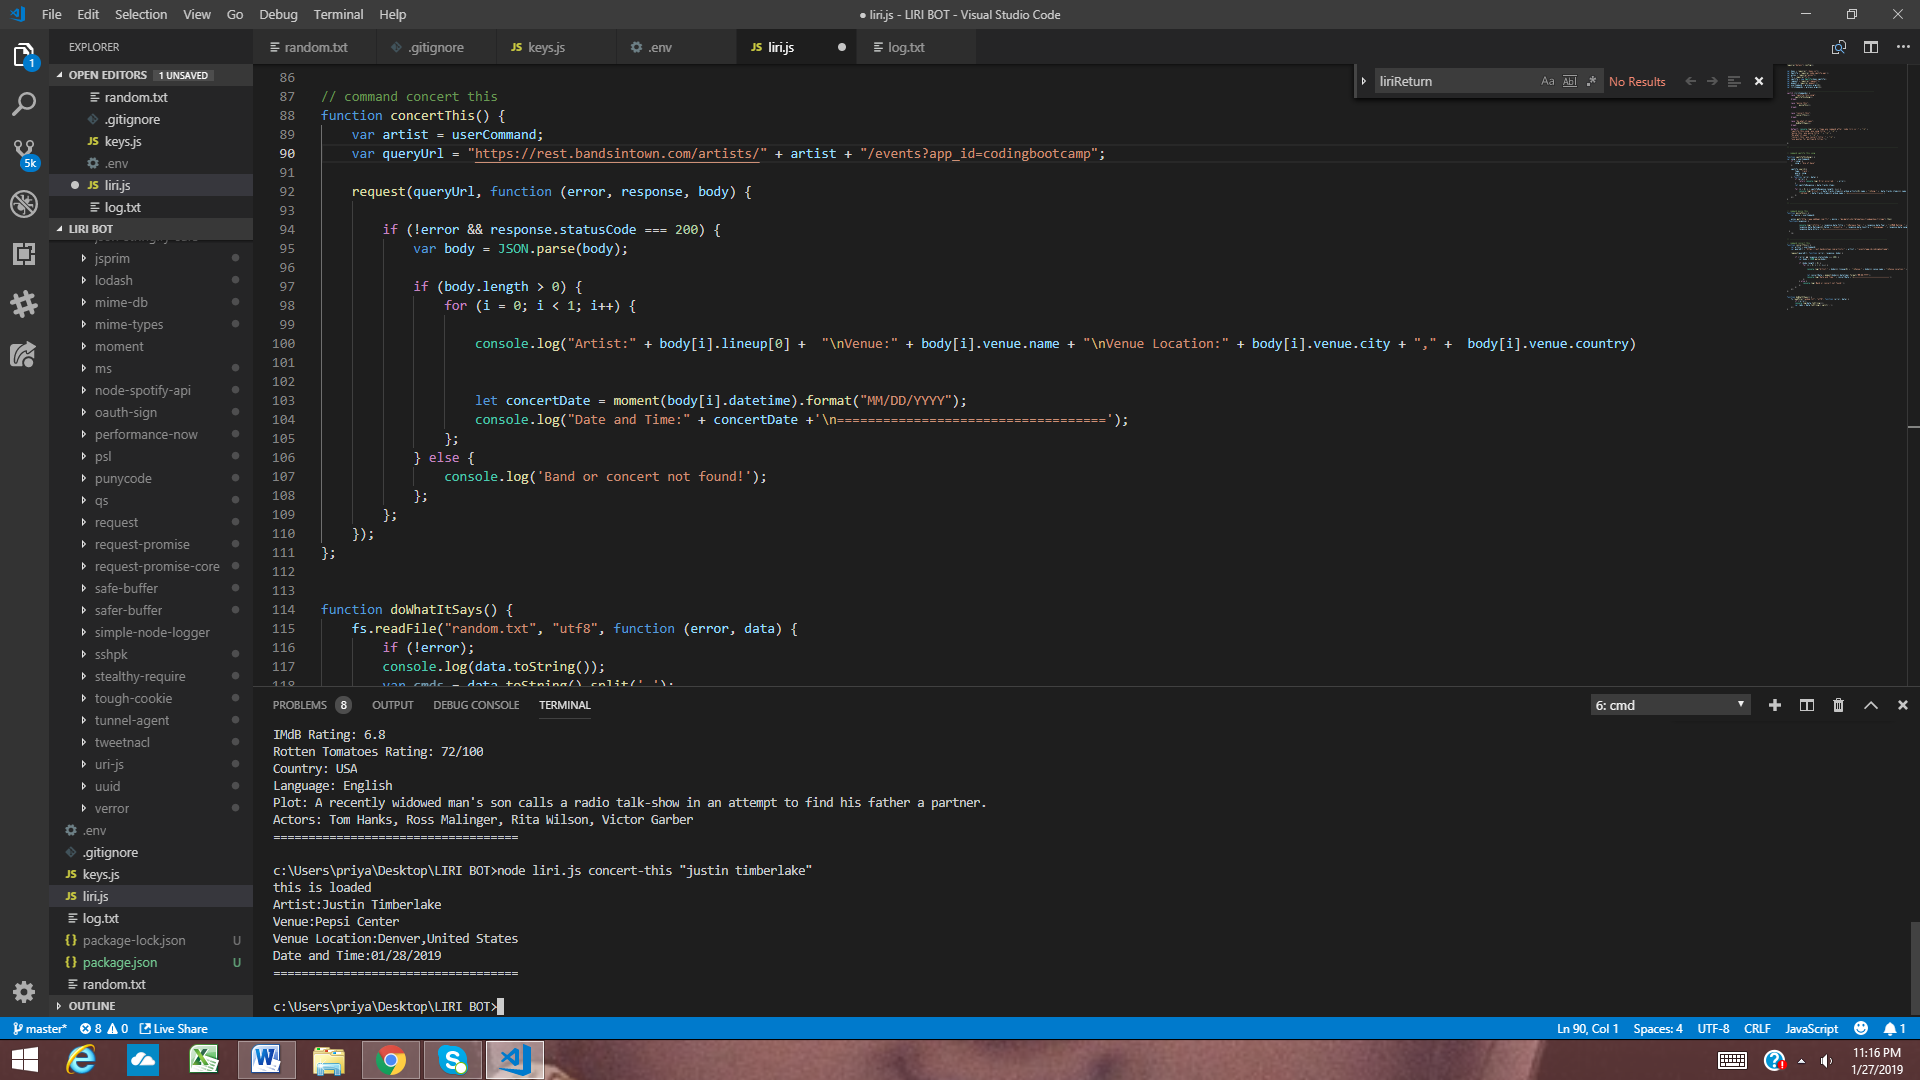 File Edit Selection View Go Debug Terminal Help
● liri.js - LIRI BOT - Visual Studio Code
EXPLORER
random.txt .gitignore JS keys.js .env JS liri.js log.txt
OPEN EDITORS 1 UNSAVED
random.txt
.gitignore
JS keys.js
.env
JS liri.js
log.txt
LIRI BOT
jsprim
lodash
mime-db
mime-types
moment
ms
node-spotify-api
oauth-sign
performance-now
psl
punycode
qs
request
request-promise
request-promise-core
safe-buffer
safer-buffer
simple-node-logger
sshpk
stealthy-require
tough-cookie
tunnel-agent
tweetnacl
uri-js
uuid
verror
.env
.gitignore
JS keys.js
JS liri.js
log.txt
{} package-lock.json U
{} package.json U
random.txt
OUTLINE
1
5k
liriReturn Aa Abl .* No Results
86
87 // command concert this
88 function concertThis() {
89 var artist = userCommand;
90 var queryUrl = "https://rest.bandsintown.com/artists/" + artist + "/events?app_id=codingbootcamp";
91
92 request(queryUrl, function (error, response, body) {
93
94 if (!error && response.statusCode === 200) {
95 var body = JSON.parse(body);
96
97 if (body.length > 0) {
98 for (i = 0; i < 1; i++) {
99
100 console.log("Artist:" + body[i].lineup[0] + "\nVenue:" + body[i].venue.name + "\nVenue Location:" + body[i].venue.city + "," + body[i].venue.country)
101
102
103 let concertDate = moment(body[i].datetime).format("MM/DD/YYYY");
104 console.log("Date and Time:" + concertDate +'\n===================================');
105 };
106 } else {
107 console.log('Band or concert not found!');
108 };
109 };
110 });
111 };
112
113
114 function doWhatItSays() {
115 fs.readFile("random.txt", "utf8", function (error, data) {
116 if (!error);
117 console.log(data.toString());
118 var cmds = data.toString().split(',');
PROBLEMS 8 OUTPUT DEBUG CONSOLE TERMINAL
6: cmd
IMdB Rating: 6.8
Rotten Tomatoes Rating: 72/100
Country: USA
Language: English
Plot: A recently widowed man's son calls a radio talk-show in an attempt to find his father a partner.
Actors: Tom Hanks, Ross Malinger, Rita Wilson, Victor Garber
===================================
c:\Users\priya\Desktop\LIRI BOT>node liri.js concert-this "justin timberlake"
this is loaded
Artist:Justin Timberlake
Venue:Pepsi Center
Venue Location:Denver,United States
Date and Time:01/28/2019
===================================
c:\Users\priya\Desktop\LIRI BOT>
master* 8 0 Live Share
Ln 90, Col 1 Spaces: 4 UTF-8 CRLF JavaScript 1
11:16 PM
1/27/2019